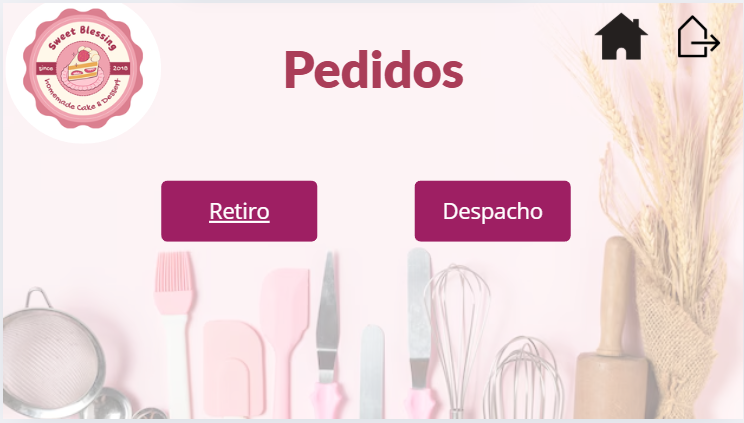 Sweet Blessing
since 2018
Homemade Cake & Dessert
Pedidos
Retiro
Despacho